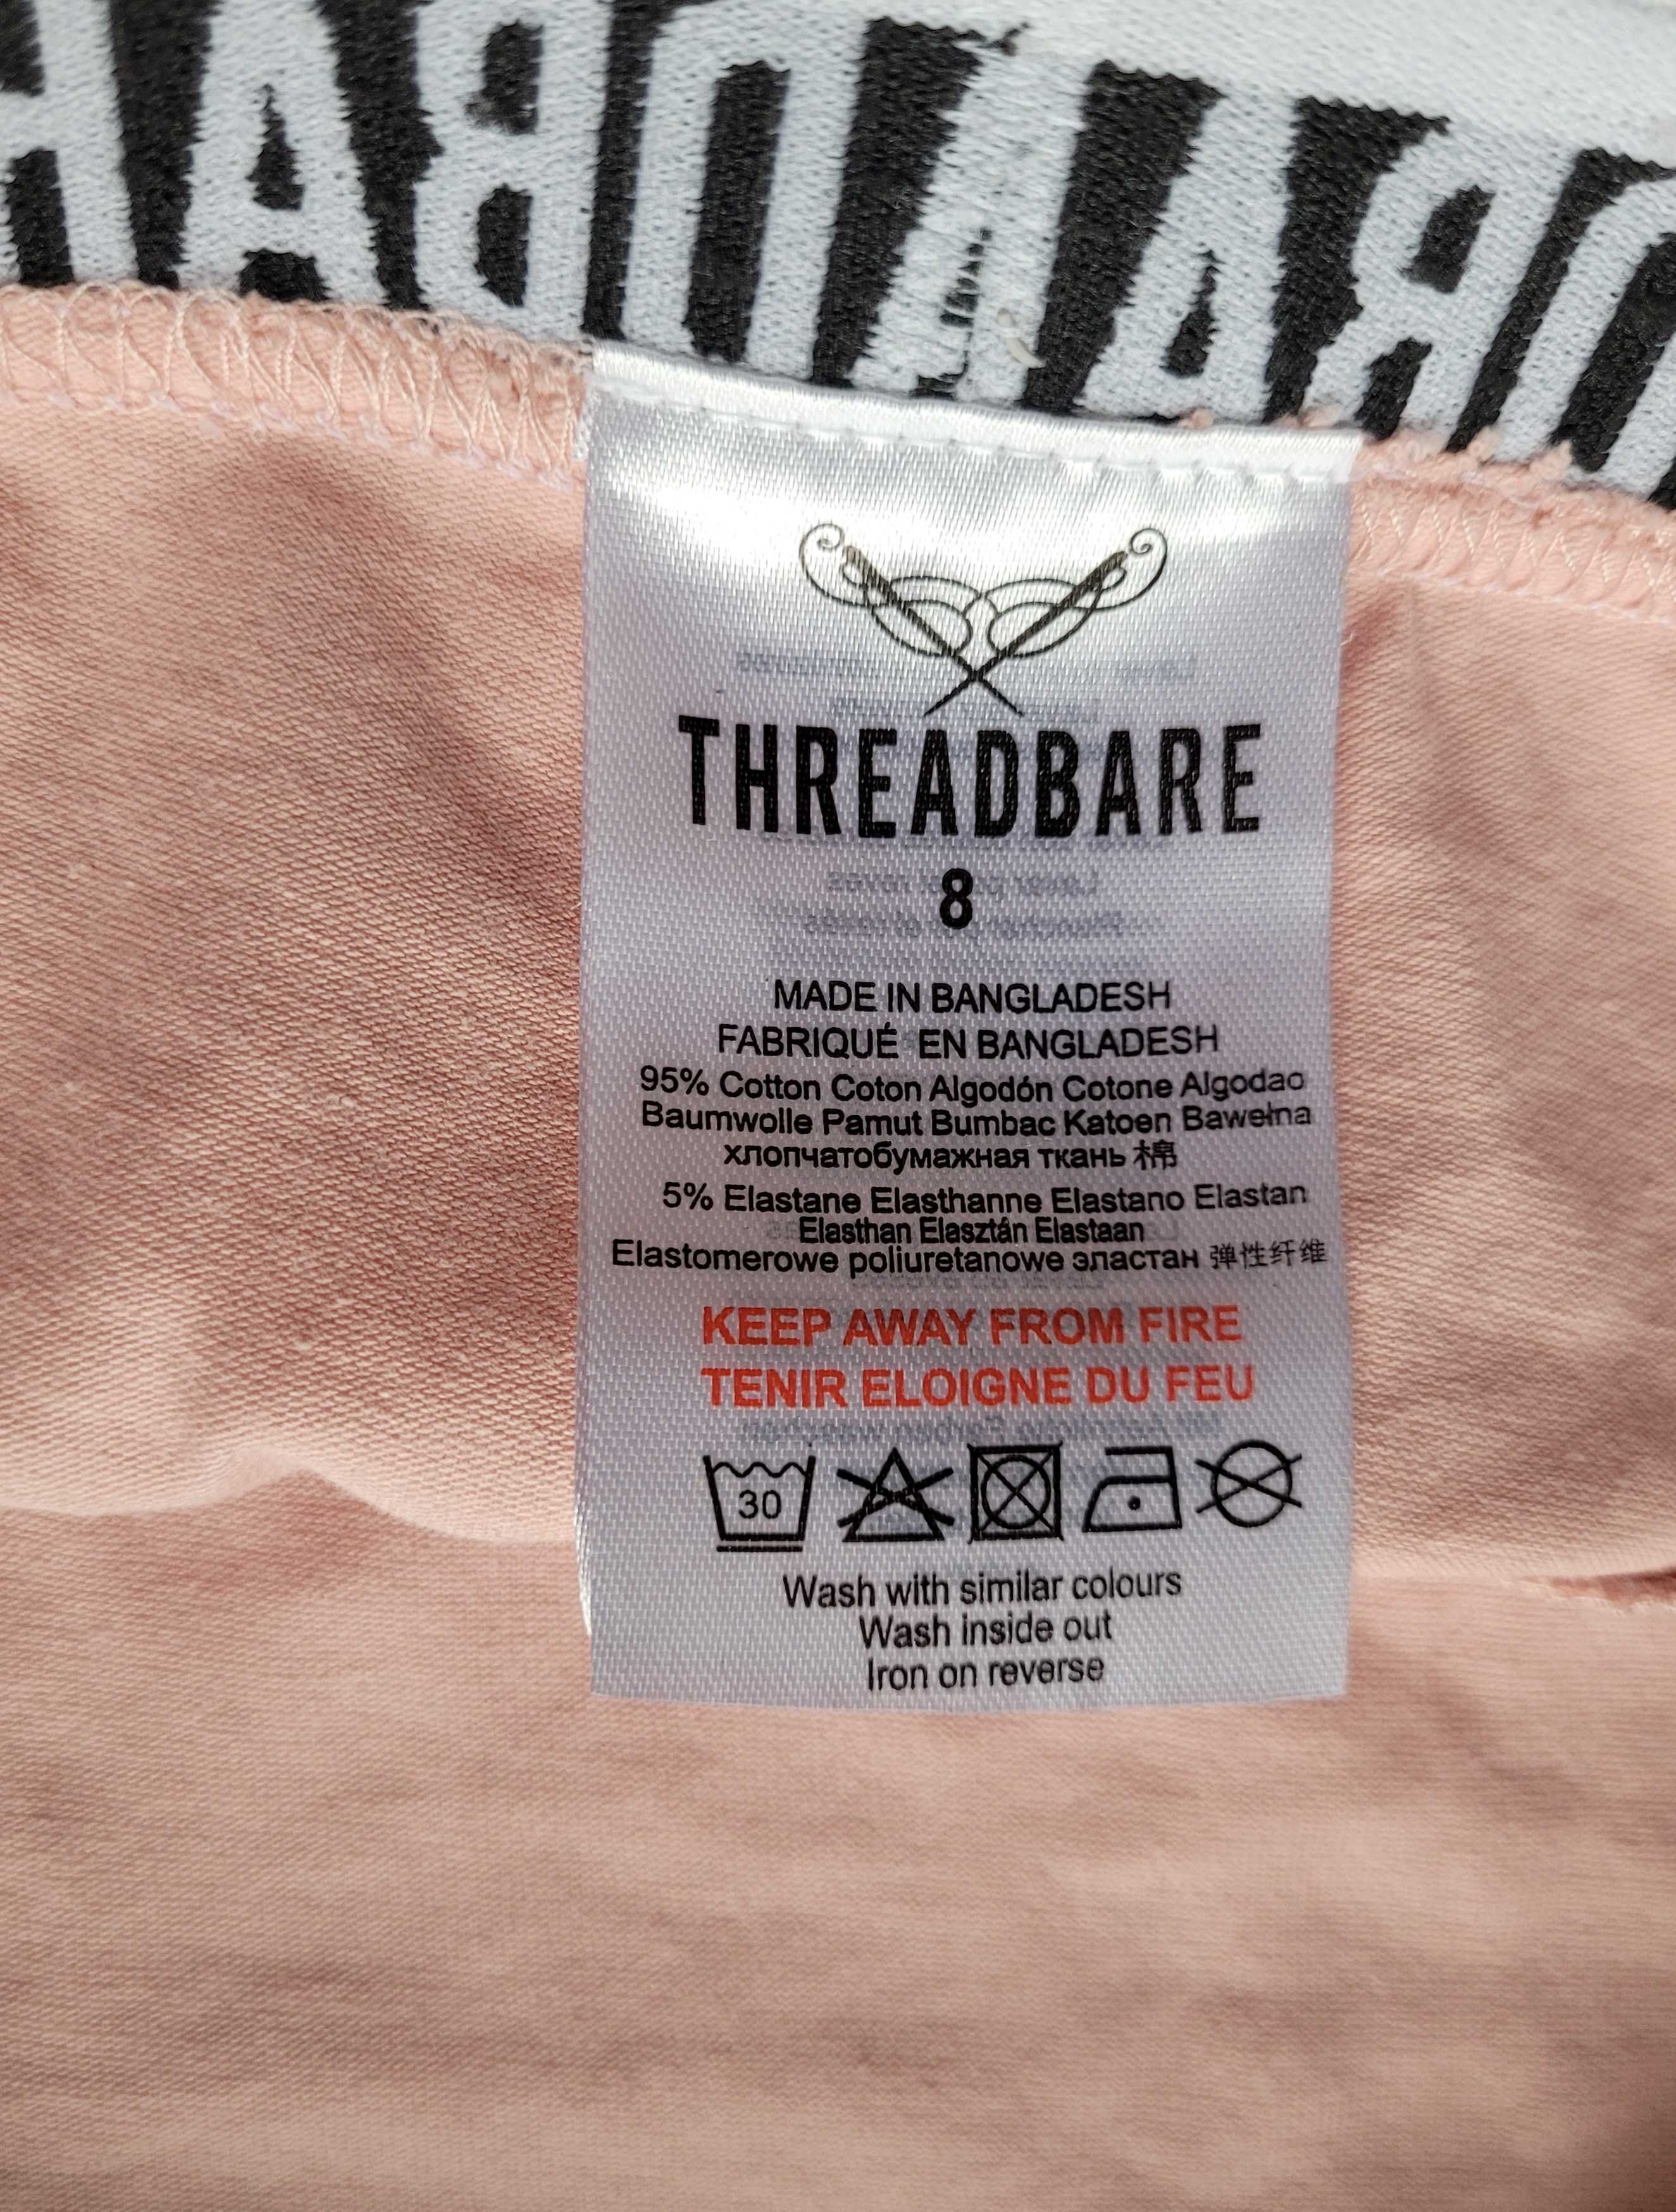 THREADBARE
8
MADE IN BANGLADESH
FABRIQUÉ EN BANGLADESH
95% Cotton Coton Algodón Cotone Algodao
Baumwolle Pamut Bumbac Katoen Bawełna
хлопчатобумажная ткань 棉
5% Elastane Elasthanne Elastano Elastan
Elasthan Elasztán Elastaan
Elastomerowe poliuretanowe эластан 弹性纤维
KEEP AWAY FROM FIRE
TENIR ELOIGNE DU FEU
30
Wash with similar colours
Wash inside out
Iron on reverse